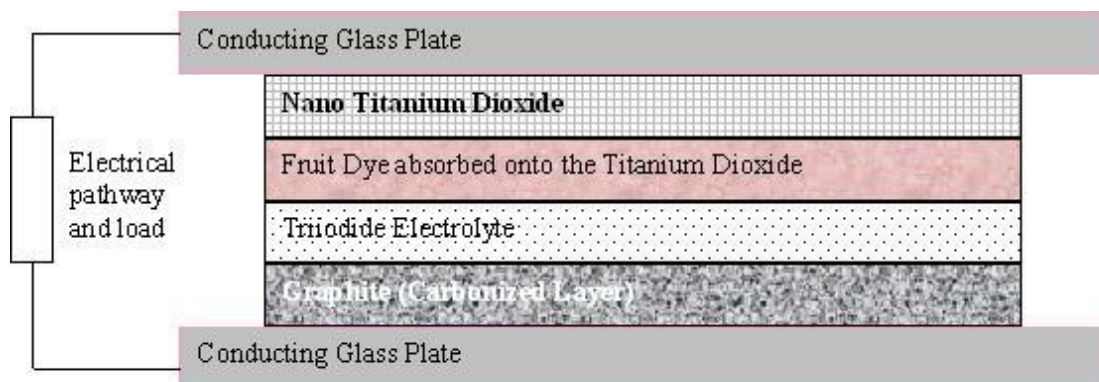 Conducting Glass Plate
Nano Titanium Dioxide
Fruit Dye absorbed onto the Titanium Dioxide
Electrical
pathway
and load
Triiodide Electrolyte
Graphite (Carbonized Layer)
Conducting Glass Plate